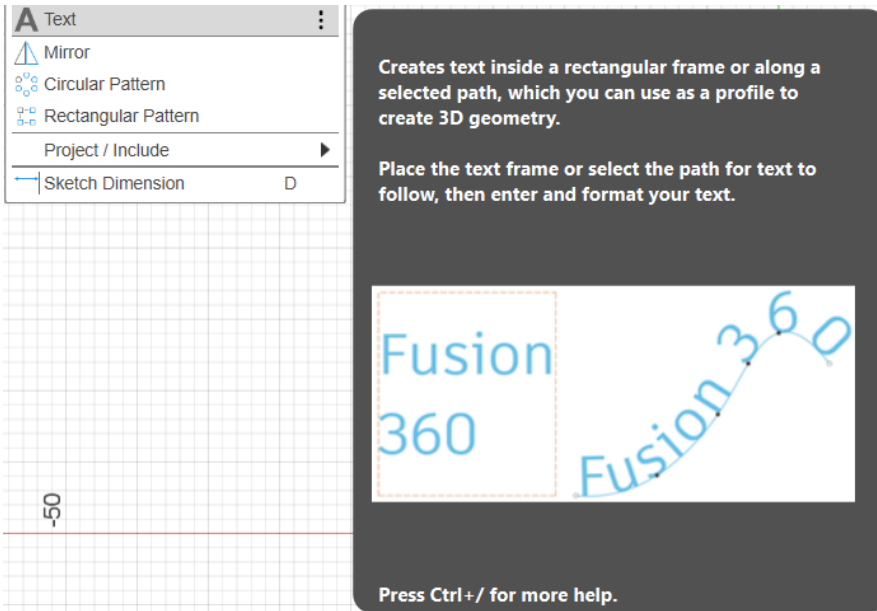 Text
Mirror
Circular Pattern
Rectangular Pattern
Project / Include
Sketch Dimension D
-50
Creates text inside a rectangular frame or along a
selected path, which you can use as a profile to
create 3D geometry.
Place the text frame or select the path for text to
follow, then enter and format your text.
Fusion
360
Fusion 360
Press Ctrl+/ for more help.